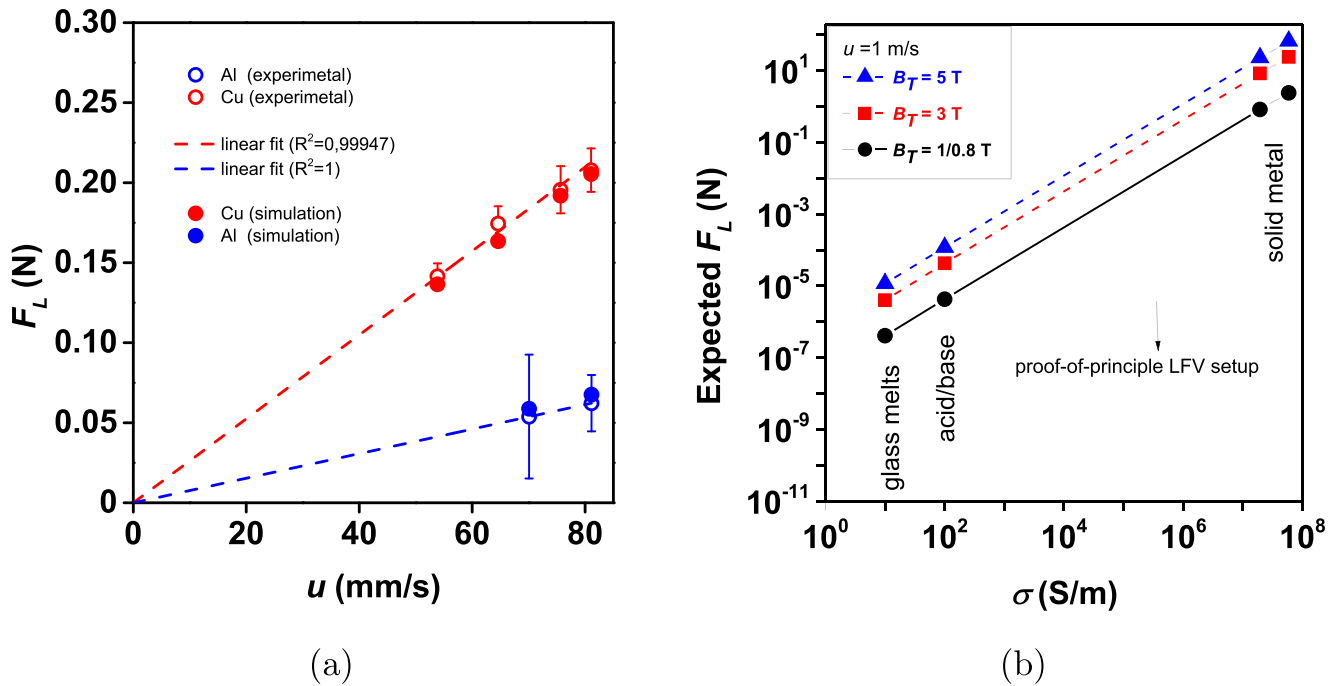 0.30
0.25
0.20
0.15
0.10
0.05
0
F_L (N)
0 20 40 60 80
u (mm/s)
Al (experimetal)
Cu (experimetal)
linear fit (R²=0,99947)
linear fit (R²=1)
Cu (simulation)
Al (simulation)
(a)
10¹
10⁻¹
10⁻³
10⁻⁵
10⁻⁷
10⁻⁹
10⁻¹¹
Expected F_L (N)
10⁰ 10² 10⁴ 10⁶ 10⁸
σ (S/m)
u =1 m/s
B_T = 5 T
B_T = 3 T
B_T = 1/0.8 T
glass melts
acid/base
solid metal
proof-of-principle LFV setup
(b)